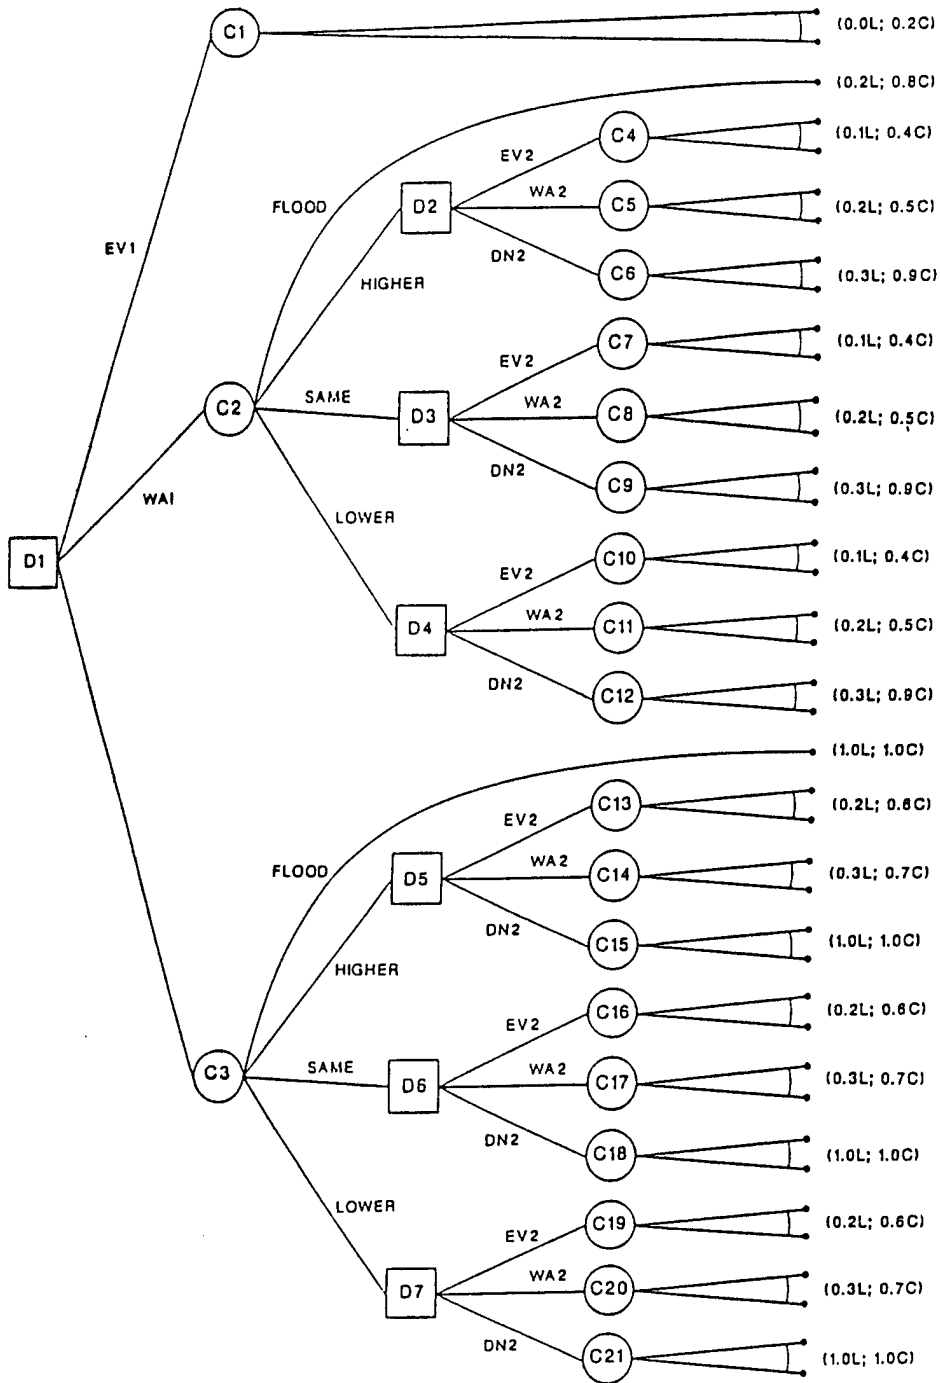 C1
(0.0L; 0.2C)
(0.2L; 0.8C)
EV1
FLOOD
HIGHER
D2
EV2
C4
(0.1L; 0.4C)
WA2
C5
(0.2L; 0.5C)
DN2
C6
(0.3L; 0.9C)
C2
SAME
D3
EV2
C7
(0.1L; 0.4C)
WA2
C8
(0.2L; 0.5C)
DN2
C9
(0.3L; 0.9C)
WA1
D1
LOWER
D4
EV2
C10
(0.1L; 0.4C)
WA2
C11
(0.2L; 0.5C)
DN2
C12
(0.3L; 0.9C)
(1.0L; 1.0C)
FLOOD
HIGHER
D5
EV2
C13
(0.2L; 0.6C)
WA2
C14
(0.3L; 0.7C)
DN2
C15
(1.0L; 1.0C)
C3
SAME
D6
EV2
C16
(0.2L; 0.6C)
WA2
C17
(0.3L; 0.7C)
DN2
C18
(1.0L; 1.0C)
LOWER
D7
EV2
C19
(0.2L; 0.6C)
WA2
C20
(0.3L; 0.7C)
DN2
C21
(1.0L; 1.0C)